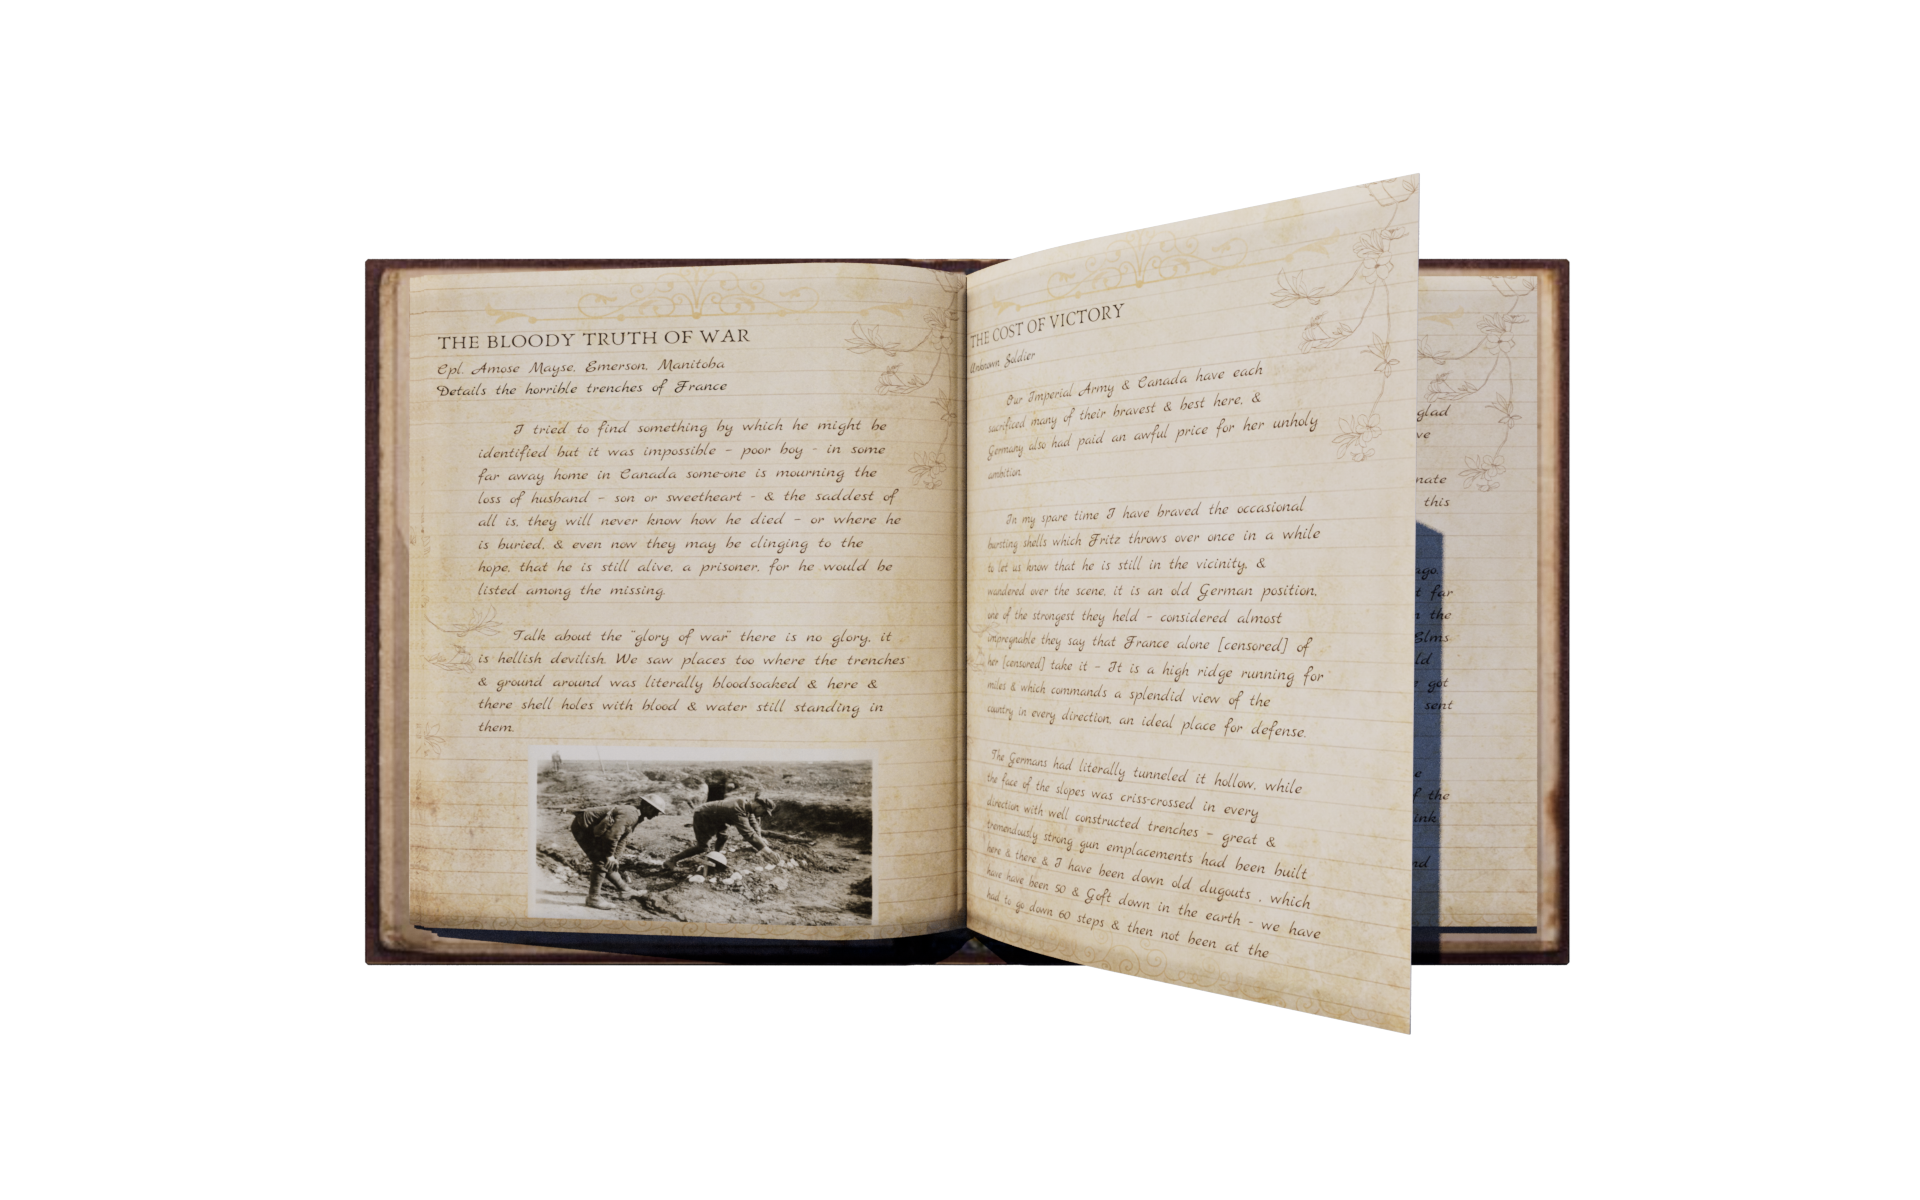 THE BLOODY TRUTH OF WAR
Cpl. Amose Mayse, Emerson, Manitoba
Details the horrible trenches of France
I tried to find something by which he might be
identified but it was impossible - poor boy - in some
far away home in Canada some-one is mourning the
loss of husband - son or sweetheart - & the saddest of
all is, they will never know how he died - or where he
is buried, & even now they may be clinging to the
hope, that he is still alive, a prisoner, for he would be
listed among the missing.
Talk about the "glory of war" there is no glory, it
is hellish devilish. We saw places too where the trenches
& ground around was literally bloodsoaked & here &
there shell holes with blood & water still standing in
them.
THE COST OF VICTORY
Unknown Soldier
Our Imperial Army & Canada have each
sacrificed many of their bravest & best here, &
Germany also had paid an awful price for her unholy
ambition.
In my spare time I have braved the occasional
bursting shells which Fritz throws over once in a while
to let us know that he is still in the vicinity, &
wandered over the scene, it is an old German position,
one of the strongest they held - considered almost
impregnable they say that France alone [censored] of
her [censored] take it - It is a high ridge running for
miles & which commands a splendid view of the
country in every direction, an ideal place for defense.
The Germans had literally tunneled it hollow, while
the face of the slopes was criss-crossed in every
direction with well constructed trenches - great &
tremendously strong gun emplacements had been built
here & there & I have been down old dugouts , which
have have been 50 & Goft down in the earth - we have
had to go down 60 steps & then not been at the
glad
this
ago.
far
the
Elms
got
sent
the